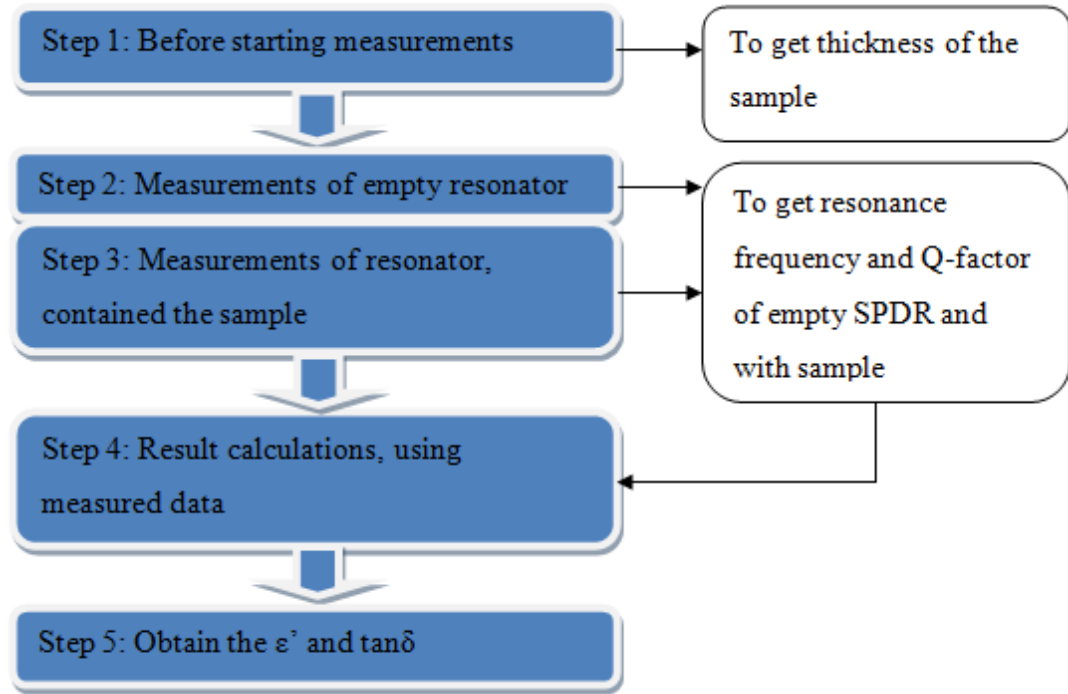 Step 1: Before starting measurements
To get thickness of the
sample
Step 2: Measurements of empty resonator
Step 3: Measurements of resonator,
contained the sample
To get resonance
frequency and Q-factor
of empty SPDR and
with sample
Step 4: Result calculations, using
measured data
Step 5: Obtain the ε’ and tanδ